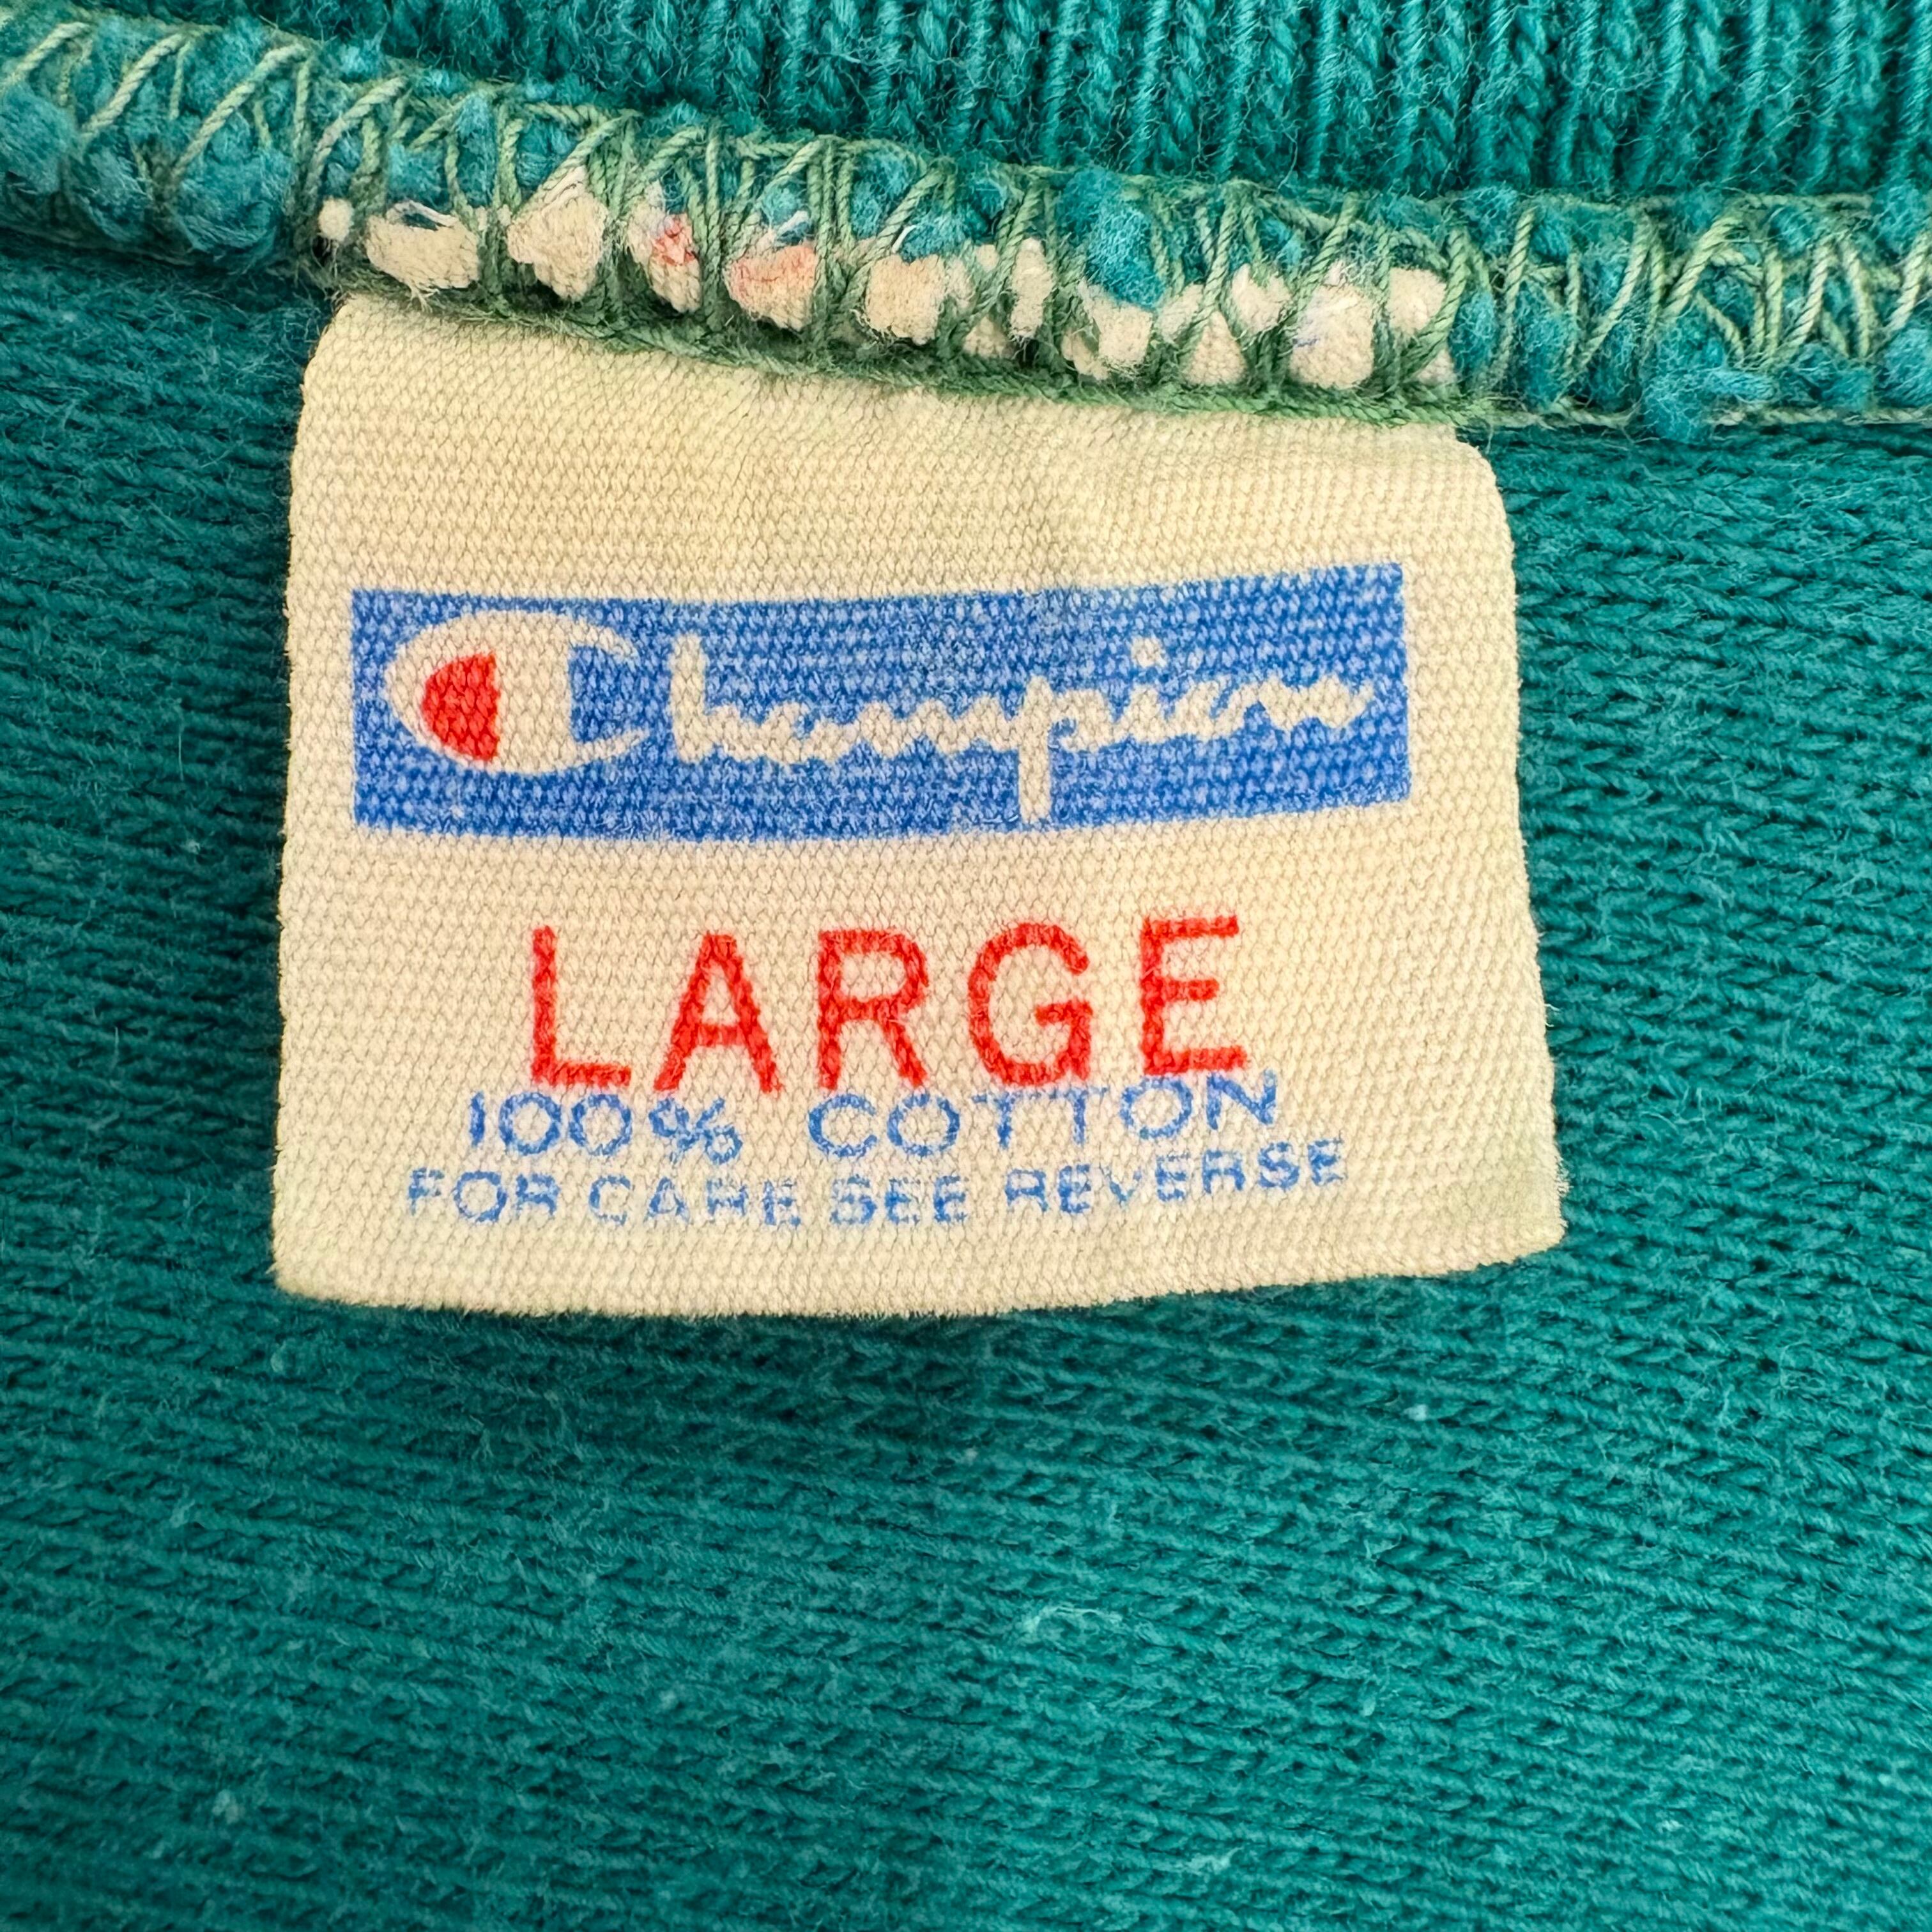 Champion
LARGE
100% COTTON
FOR CARE SEE REVERSE